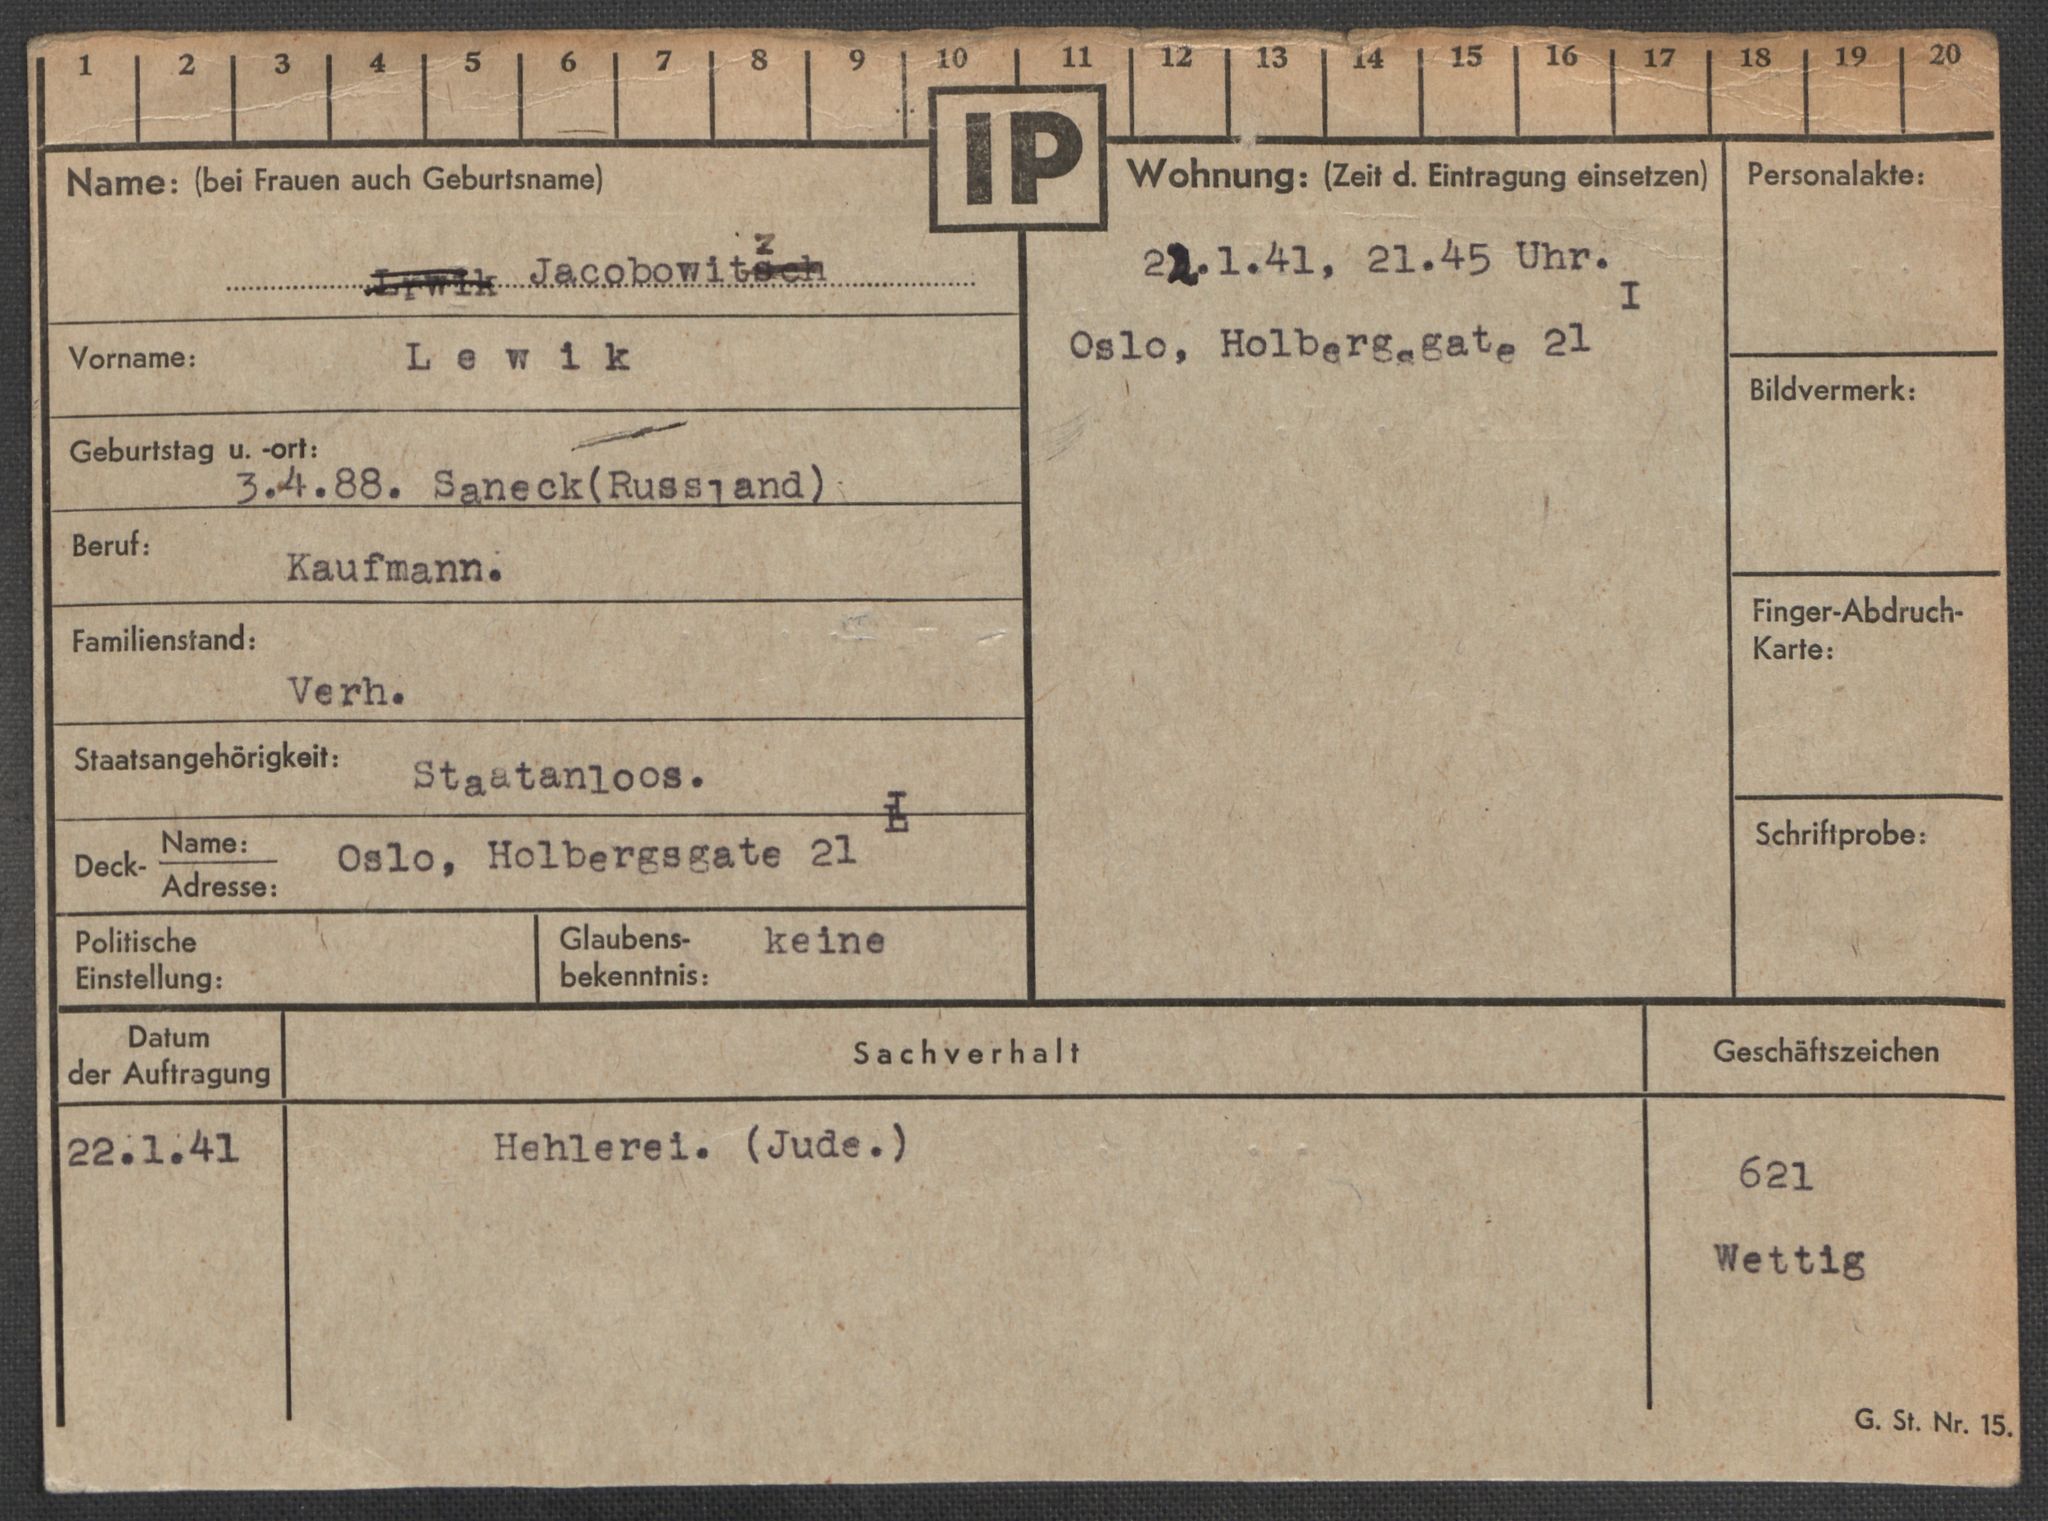 1 2 3 4 5 6 7 8 9 10 11 12 13 14 15 16 17 18 19 20
IP
Name: (bei Frauen auch Geburtsname)
Lywik Jacobowitsch
z
Vorname: Lewik
Geburtstag u. -ort:
3.4.88. Saneck(Russland)
Beruf:
Kaufmann.
Familienstand:
Verh.
Staatsangehörigkeit: Staatanloos.
I
Deck- Name:
Adresse:
Oslo, Holbergsgate 21
Politische
Einstellung:
Glaubens-
bekenntnis:
keine
Wohnung: (Zeit d. Eintragung einsetzen)
22.1.41, 21.45 Uhr.
I
Oslo, Holbergsgate 21
Personalakte:
Bildvermerk:
Finger-Abdruch-
Karte:
Schriftprobe:
Datum
der Auftragung
Sachverhalt
Geschäftszeichen
22.1.41 Hehlerei. (Jude.)
621
Wettig
G. St. Nr. 15.